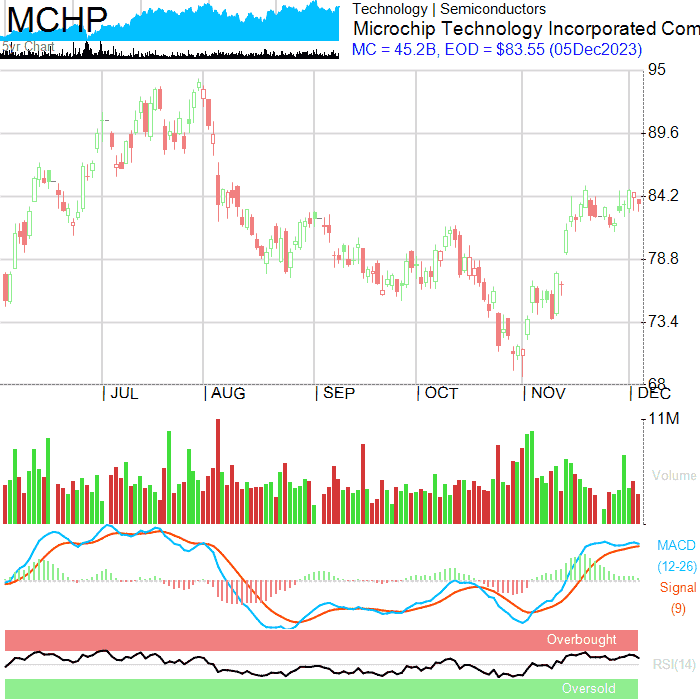 MCHP
5yr Chart
Technology | Semiconductors
Microchip Technology Incorporated Com
MC = 45.2B, EOD = $83.55 (05Dec2023)
95
89.6
84.2
78.8
73.4
68
| JUL | AUG | SEP | OCT | NOV | DEC
11M
Volume
MACD
(12-26)
Signal
(9)
Overbought
RSI(14)
Oversold